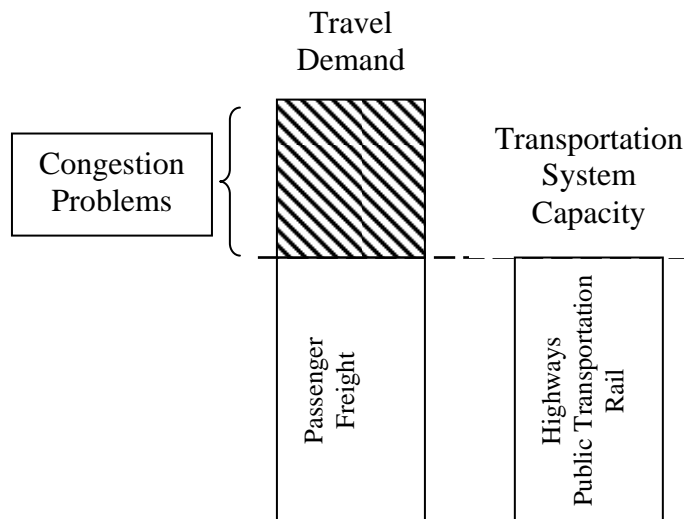 Travel
Demand
Congestion
Problems
Transportation
System
Capacity
Passenger
Freight
Highways
Public Transportation
Rail